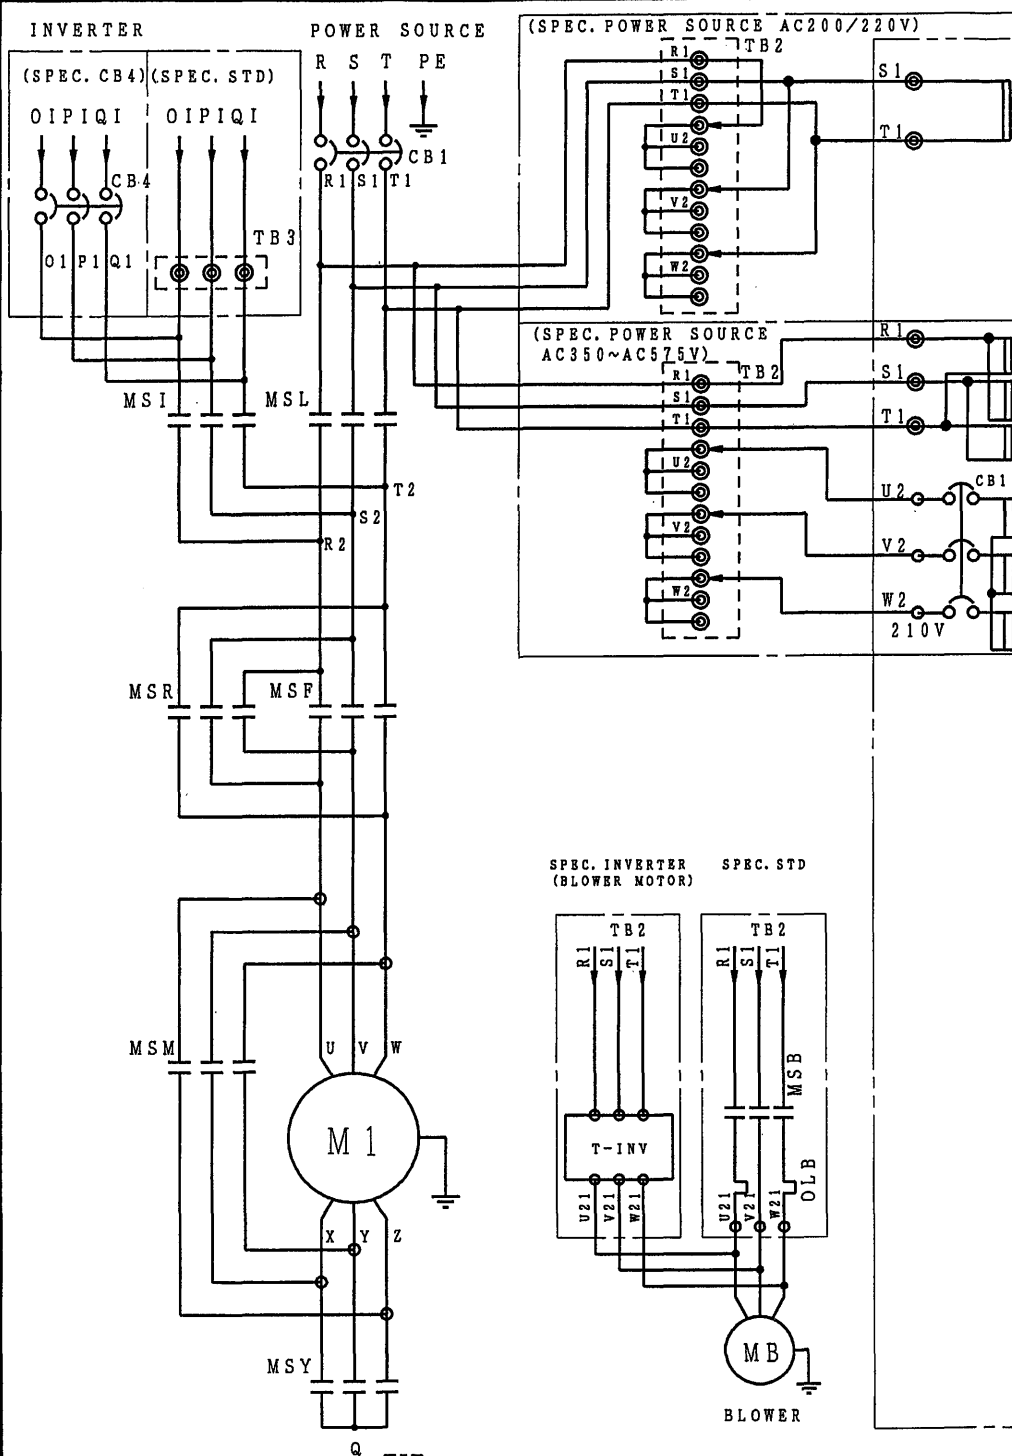 INVERTER
POWER SOURCE
(SPEC. POWER SOURCE AC200/220V)
(SPEC. CB4)
(SPEC. STD)
R S T PE
OIPIQI
OIPIQI
CB4
CB1
R1 S1 T1
O1 P1 Q1
TB3
TB2
R1
S1
T1
U2
V2
W2
S1
T1
(SPEC. POWER SOURCE
AC350~AC575V)
TB2
R1
S1
T1
U2
V2
W2
R1
S1
T1
U2
CB1
V2
W2
210V
MSI
MSL
T2
S2
R2
MSR
MSF
MSM
U V W
M1
X Y Z
MSY
Q
SPEC. INVERTER
(BLOWER MOTOR)
SPEC. STD
TB2
R1 S1 T1
T-INV
U21 V21 W21
TB2
R1 S1 T1
MSB
OLB
U21 V21 W21
MB
BLOWER